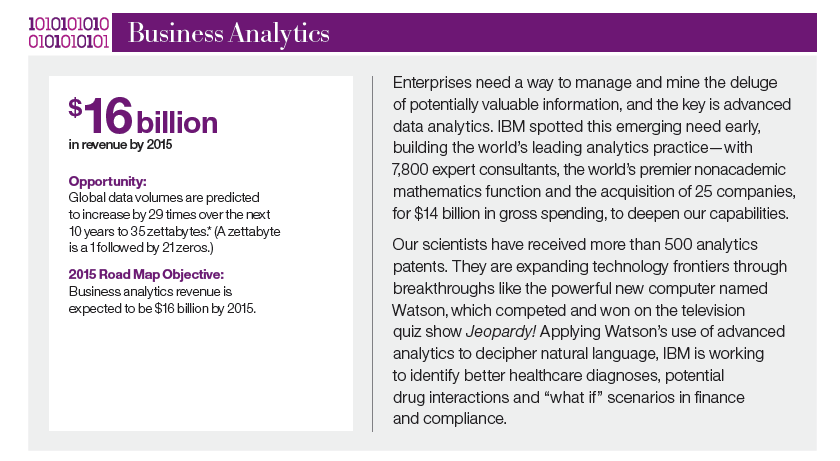 1010101010
0101010101
Business Analytics
$16 billion
in revenue by 2015
Opportunity:
Global data volumes are predicted
to increase by 29 times over the next
10 years to 35 zettabytes.* (A zettabyte
is a 1 followed by 21 zeros.)
2015 Road Map Objective:
Business analytics revenue is
expected to be $16 billion by 2015.
Enterprises need a way to manage and mine the deluge
of potentially valuable information, and the key is advanced
data analytics. IBM spotted this emerging need early,
building the world’s leading analytics practice—with
7,800 expert consultants, the world’s premier nonacademic
mathematics function and the acquisition of 25 companies,
for $14 billion in gross spending, to deepen our capabilities.
Our scientists have received more than 500 analytics
patents. They are expanding technology frontiers through
breakthroughs like the powerful new computer named
Watson, which competed and won on the television
quiz show Jeopardy! Applying Watson’s use of advanced
analytics to decipher natural language, IBM is working
to identify better healthcare diagnoses, potential
drug interactions and “what if” scenarios in finance
and compliance.